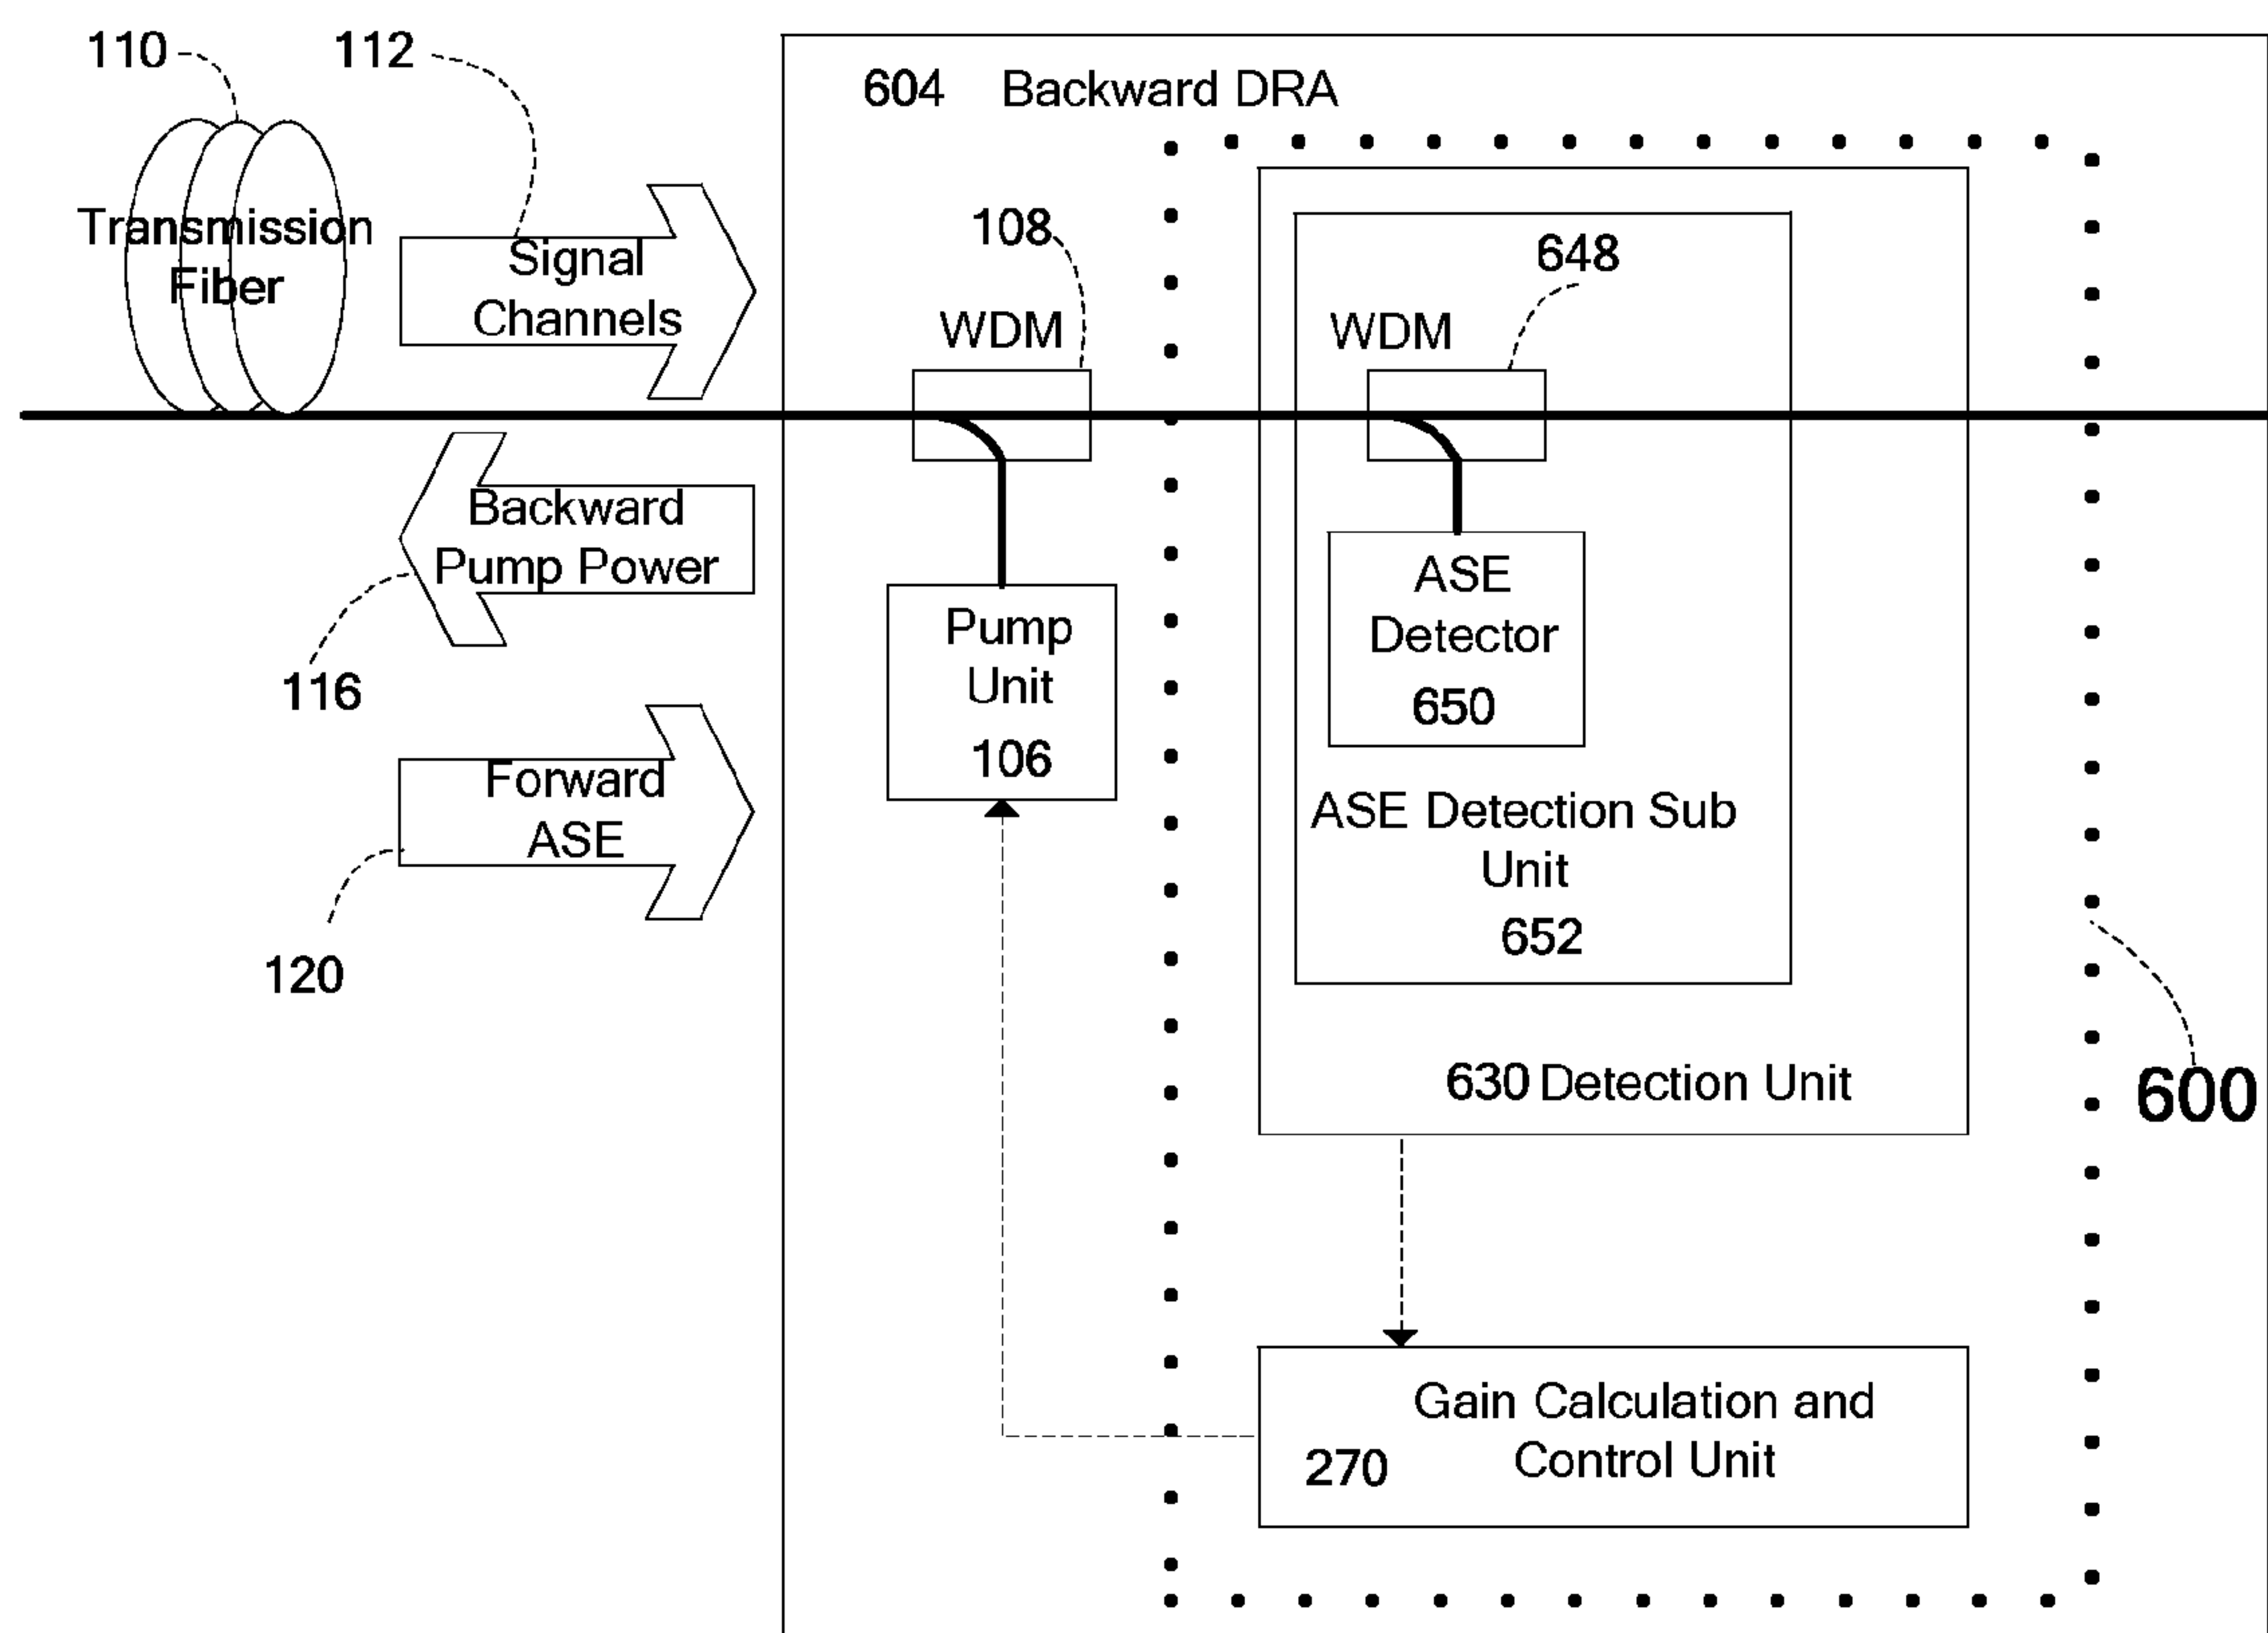 110
112
604 Backward DRA
Transmission
Fiber
Signal
Channels
108
WDM
648
WDM
Backward
Pump Power
116
Pump
Unit
106
ASE
Detector
650
Forward
ASE
120
ASE Detection Sub
Unit
652
630 Detection Unit
600
Gain Calculation and
Control Unit
270